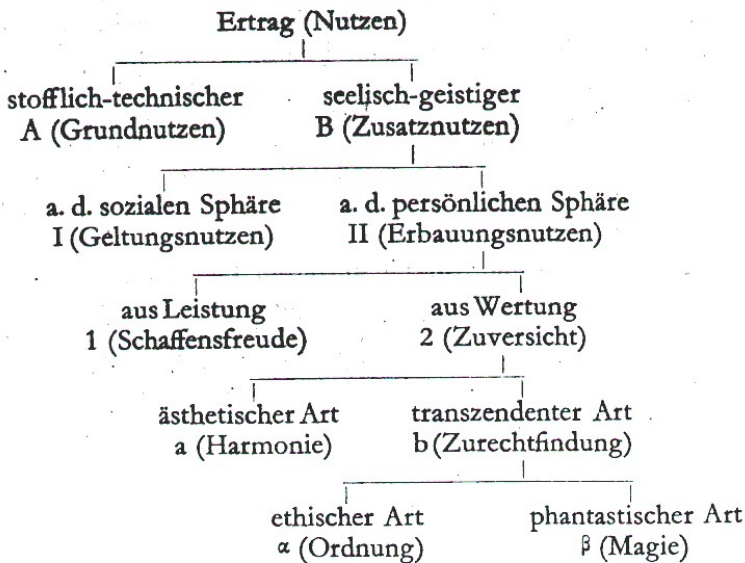 Ertrag (Nutzen)
stofflich-technischer seelisch-geistiger
A (Grundnutzen) B (Zusatznutzen)
a. d. sozialen Sphäre a. d. persönlichen Sphäre
I (Geltungsnutzen) II (Erbauungsnutzen)
aus Leistung aus Wertung
1 (Schaffensfreude) 2 (Zuversicht)
ästhetischer Art transzendenter Art
a (Harmonie) b (Zurechtfindung)
ethischer Art phantastischer Art
α (Ordnung) β (Magie)